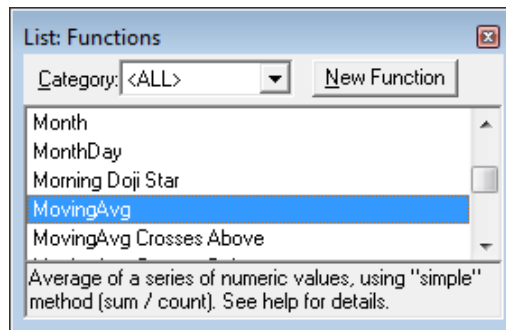 List: Functions
Category: <ALL> New Function
Month
MonthDay
Morning Doji Star
MovingAvg
MovingAvg Crosses Above
Average of a series of numeric values, using "simple"
method (sum / count). See help for details.